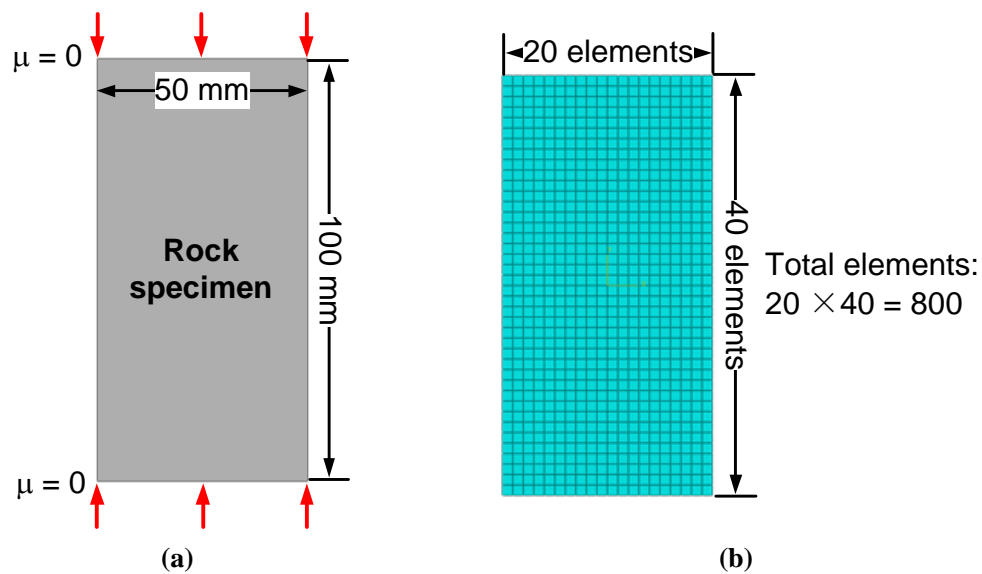 μ = 0
50 mm
Rock
specimen
100 mm
μ = 0
(a)
20 elements
40 elements
Total elements:
20 ×40 = 800
(b)